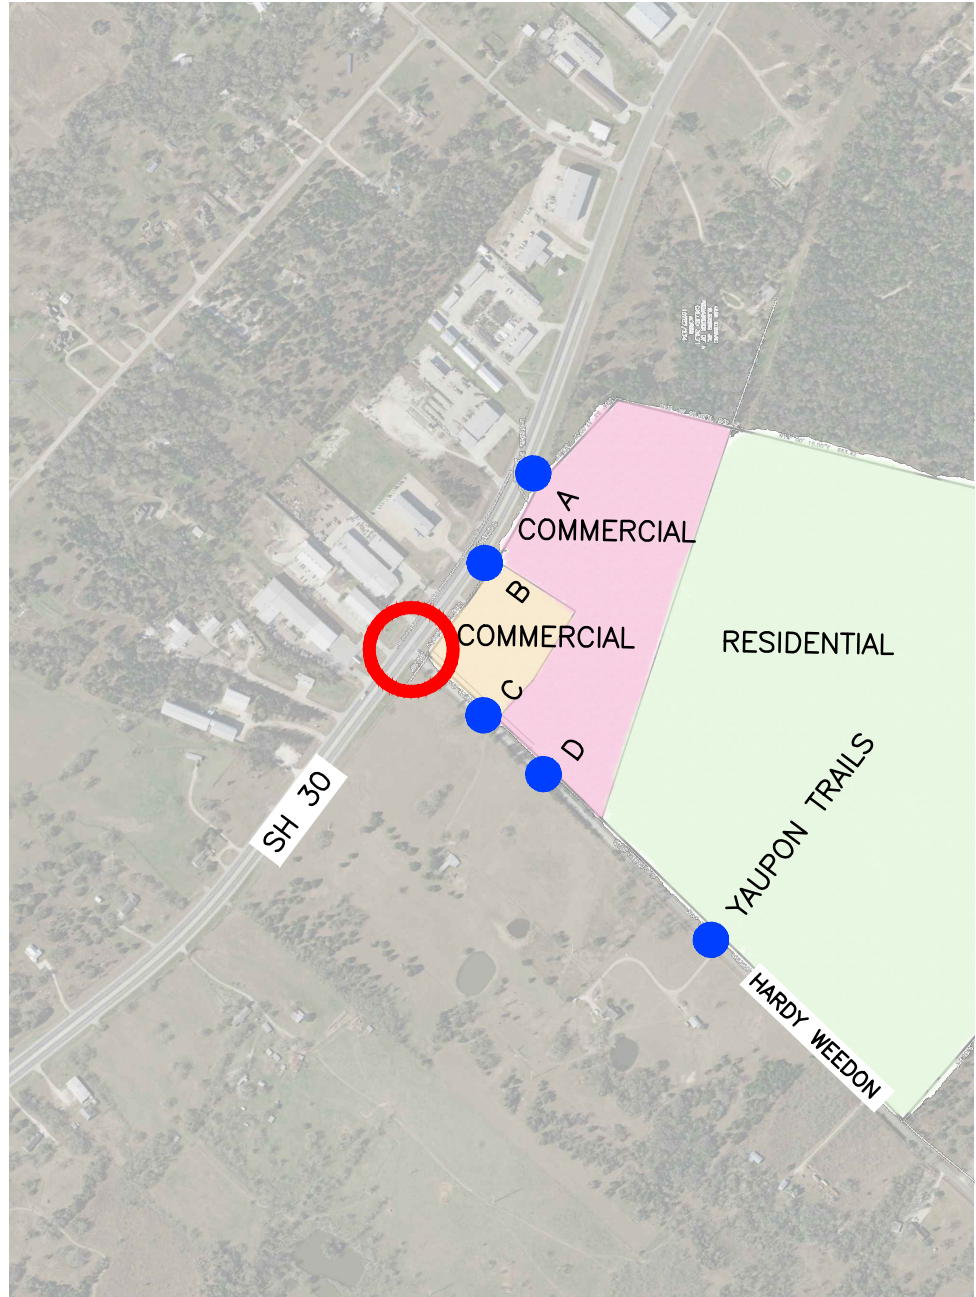 A
COMMERCIAL
B
COMMERCIAL
RESIDENTIAL
C
D
SH 30
YAUPON TRAILS
HARDY WEEDON